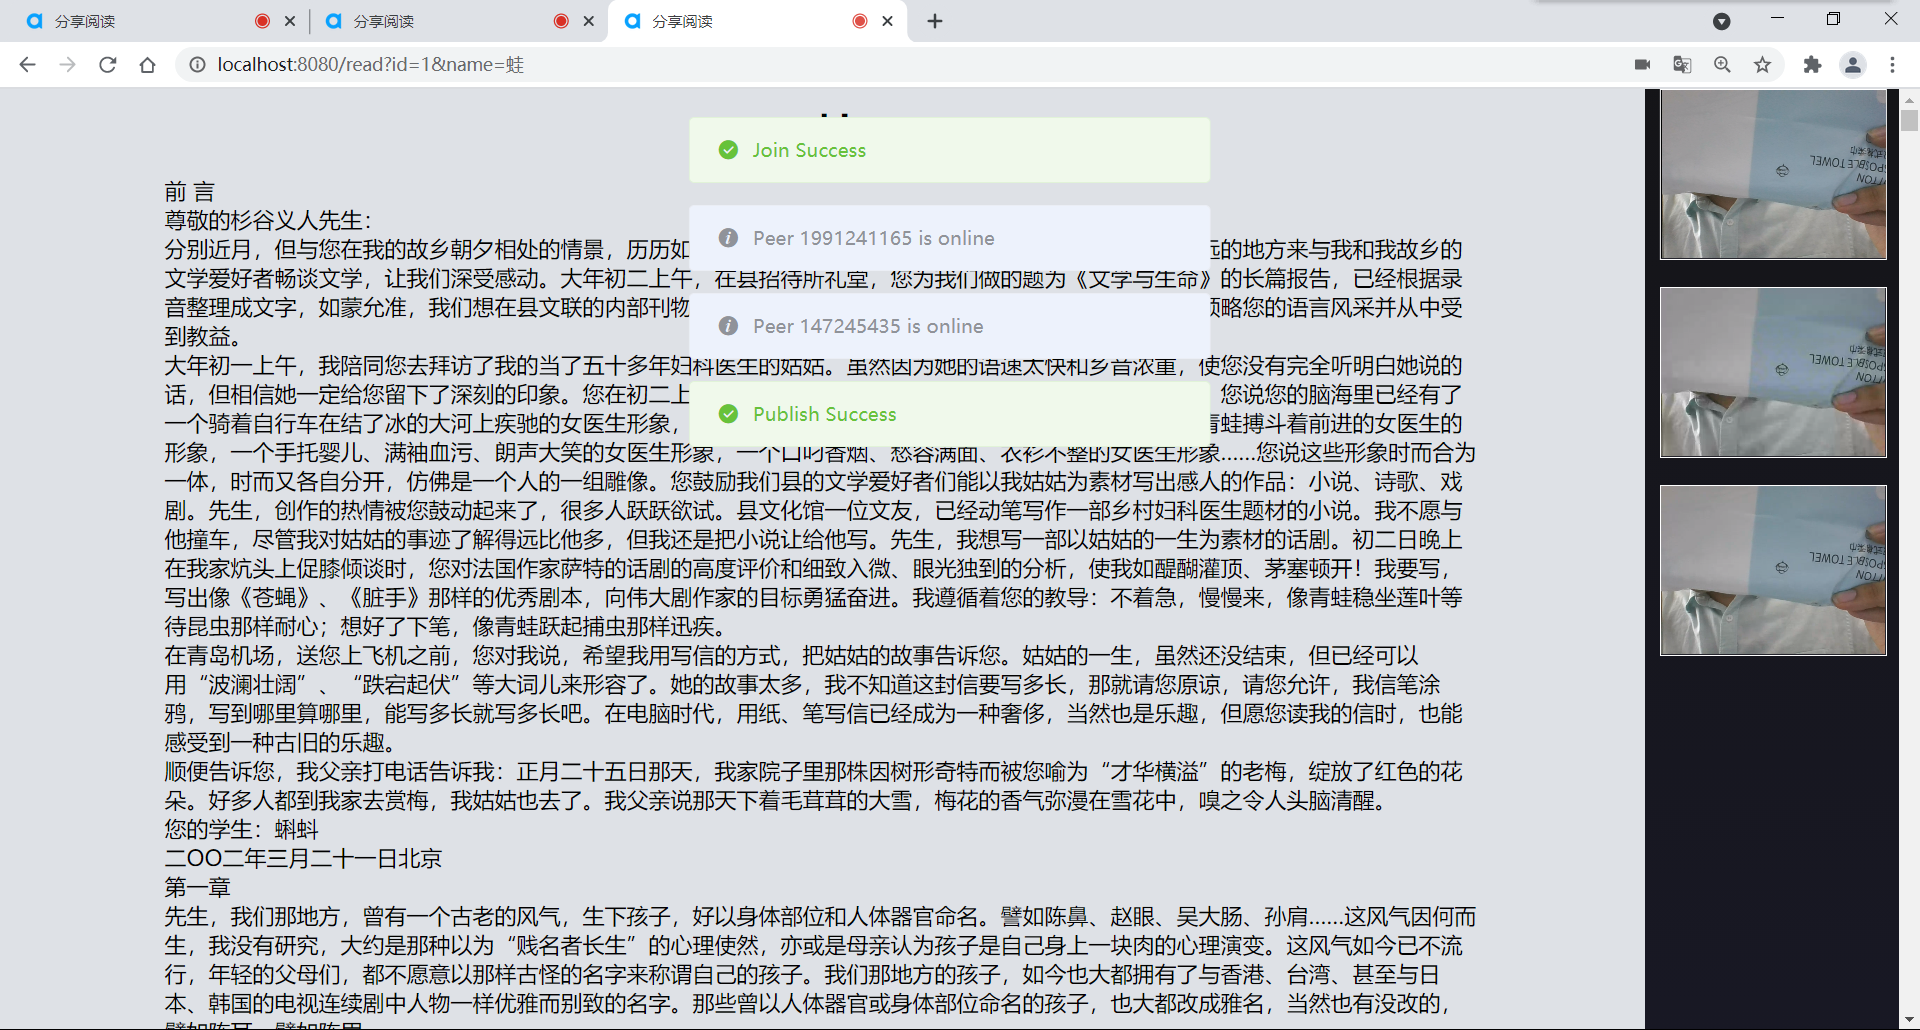 分享阅读
分享阅读
分享阅读
localhost:8080/read?id=1&name=蛙
Join Success
Peer 1991241165 is online
Peer 147245435 is online
Publish Success
前 言
尊敬的杉谷义人先生：
分别近月，但与您在我的故乡朝夕相处的情景，历历如 远的地方来与我和我故乡的
文学爱好者畅谈文学，让我们深受感动。大年初二上午，在县招待所礼堂，您为我们做的题为《文学与生命》的长篇报告，已经根据录
音整理成文字，如蒙允准，我们想在县文联的内部刊物 领略您的语言风采并从中受
到教益。
大年初一上午，我陪同您去拜访了我的当了五十多年妇科医生的姑姑。虽然因为她的语速太快和乡音浓重，使您没有完全听明白她说的
话，但相信她一定给您留下了深刻的印象。您在初二上 您说您的脑海里已经有了
一个骑着自行车在结了冰的大河上疾驰的女医生形象， 青蛙搏斗着前进的女医生的
形象，一个手托婴儿、满袖血污、朗声大笑的女医生形象，一个口叼香烟、愁容满面、衣衫不整的女医生形象......您说这些形象时而合为
一体，时而又各自分开，仿佛是一个人的一组雕像。您鼓励我们县的文学爱好者们能以我姑姑为素材写出感人的作品：小说、诗歌、戏
剧。先生，创作的热情被您鼓动起来了，很多人跃跃欲试。县文化馆一位文友，已经动笔写作一部乡村妇科医生题材的小说。我不愿与
他撞车，尽管我对姑姑的事迹了解得远比他多，但我还是把小说让给他写。先生，我想写一部以姑姑的一生为素材的话剧。初二日晚上
在我家炕头上促膝倾谈时，您对法国作家萨特的话剧的高度评价和细致入微、眼光独到的分析，使我如醍醐灌顶、茅塞顿开！我要写，
写出像《苍蝇》、《脏手》那样的优秀剧本，向伟大剧作家的目标勇猛奋进。我遵循着您的教导：不着急，慢慢来，像青蛙稳坐莲叶等
待昆虫那样耐心；想好了下笔，像青蛙跃起捕虫那样迅疾。
在青岛机场，送您上飞机之前，您对我说，希望我用写信的方式，把姑姑的故事告诉您。姑姑的一生，虽然还没结束，但已经可以
用“波澜壮阔”、“跌宕起伏”等大词儿来形容了。她的故事太多，我不知道这封信要写多长，那就请您原谅，请您允许，我信笔涂
鸦，写到哪里算哪里，能写多长就写多长吧。在电脑时代，用纸、笔写信已经成为一种奢侈，当然也是乐趣，但愿您读我的信时，也能
感受到一种古旧的乐趣。
顺便告诉您，我父亲打电话告诉我：正月二十五日那天，我家院子里那株因树形奇特而被您喻为“才华横溢”的老梅，绽放了红色的花
朵。好多人都到我家去赏梅，我姑姑也去了。我父亲说那天下着毛茸茸的大雪，梅花的香气弥漫在雪花中，嗅之令人头脑清醒。
您的学生：蝌蚪
二OO二年三月二十一日北京
第一章
先生，我们那地方，曾有一个古老的风气，生下孩子，好以身体部位和人体器官命名。譬如陈鼻、赵眼、吴大肠、孙肩......这风气因何而
生，我没有研究，大约是那种以为“贱名者长生”的心理使然，亦或是母亲认为孩子是自己身上一块肉的心理演变。这风气如今已不流
行，年轻的父母们，都不愿意以那样古怪的名字来称谓自己的孩子。我们那地方的孩子，如今也大都拥有了与香港、台湾、甚至与日
本、韩国的电视连续剧中人物一样优雅而别致的名字。那些曾以人体器官或身体部位命名的孩子，也大都改成雅名，当然也有没改的，